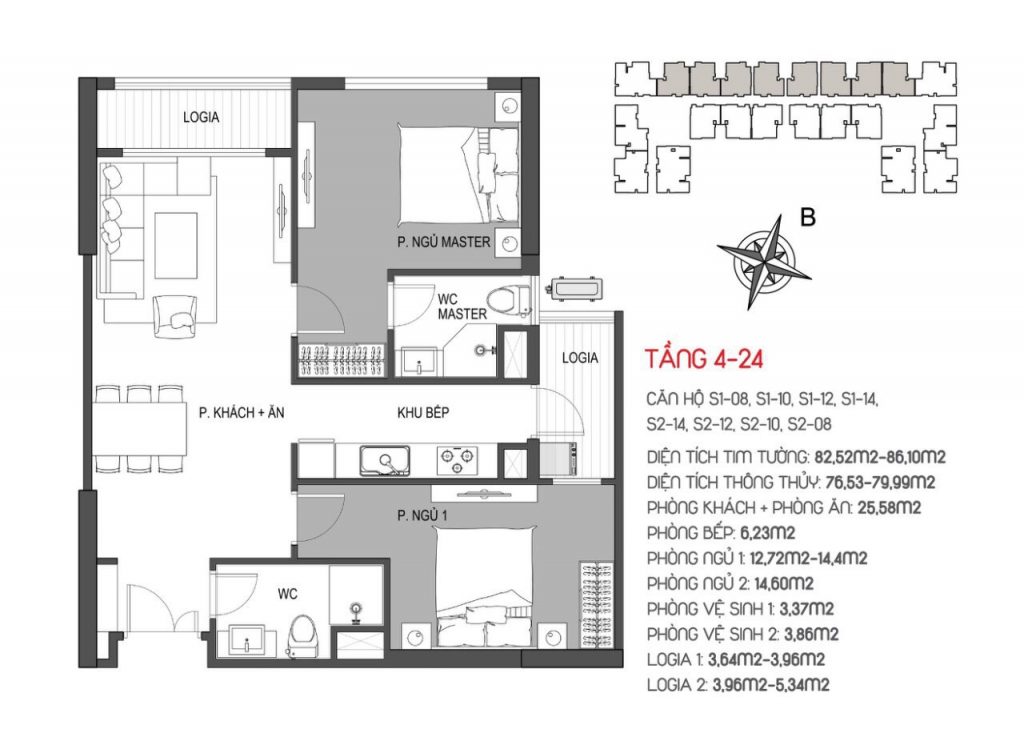 LOGIA
P. NGỦ MASTER
WC
MASTER
LOGIA
P. KHÁCH + ĂN
KHU BẾP
P. NGỦ 1
WC
B
TẦNG 4-24
CĂN HỘ S1-08, S1-10, S1-12, S1-14,
S2-14, S2-12, S2-10, S2-08
DIỆN TÍCH TIM TƯỜNG: 82,52M2-86,10M2
DIỆN TÍCH THÔNG THỦY: 76,53-79,99M2
PHÒNG KHÁCH + PHÒNG ĂN: 25,58M2
PHÒNG BẾP: 6,23M2
PHÒNG NGỦ 1: 12,72M2-14,4M2
PHÒNG NGỦ 2: 14,60M2
PHÒNG VỆ SINH 1: 3,37M2
PHÒNG VỆ SINH 2: 3,86M2
LOGIA 1: 3,64M2-3,96M2
LOGIA 2: 3,96M2-5,34M2